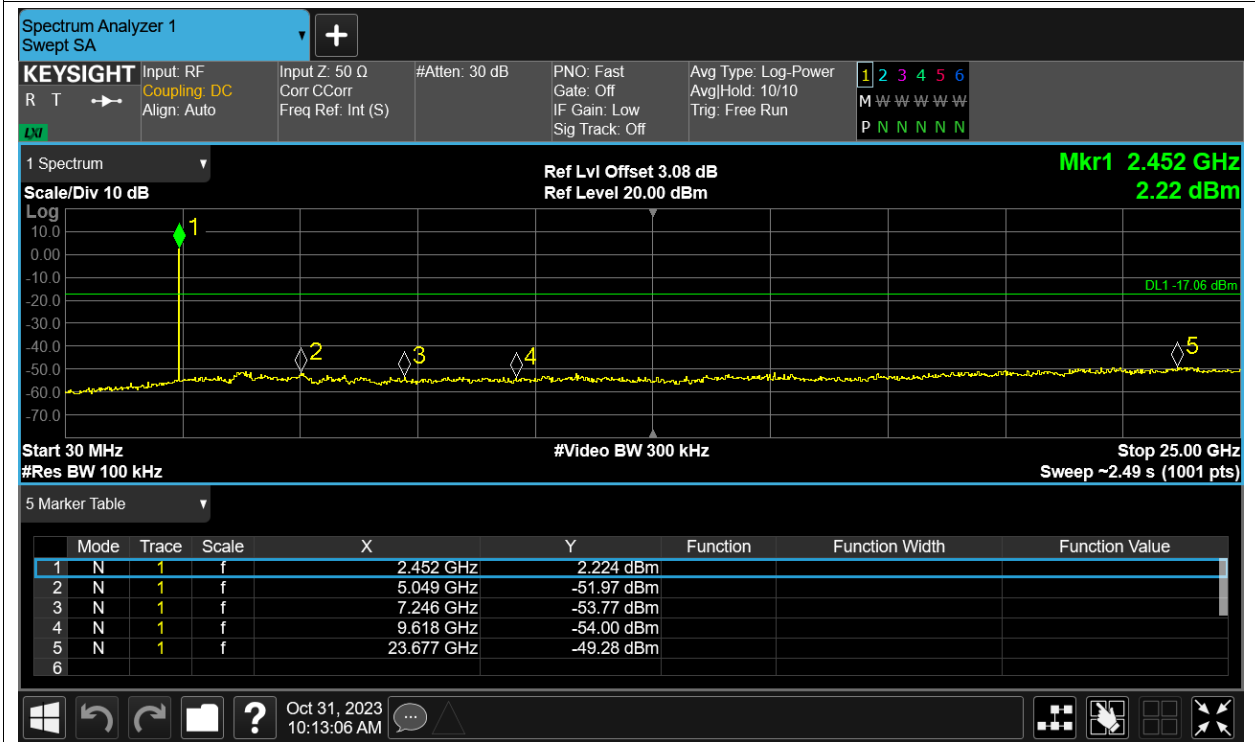 Spectrum Analyzer 1
Swept SA
+
KEYSIGHT Input: RF Input Z: 50 Ω #Atten: 30 dB PNO: Fast Avg Type: Log-Power 1 2 3 4 5 6
R T Coupling: DC Corr CCorr Gate: Off Avg|Hold: 10/10 M W W W W W
Align: Auto Freq Ref: Int (S) IF Gain: Low Trig: Free Run
LXI Sig Track: Off P N N N N N
1 Spectrum Ref Lvl Offset 3.08 dB Mkr1 2.452 GHz
Scale/Div 10 dB Ref Level 20.00 dBm 2.22 dBm
Log
10.0 1
0.00
-10.0
DL1 -17.06 dBm
-20.0
-30.0
-40.0 2 3 4 5
-50.0
-60.0
-70.0
Start 30 MHz #Video BW 300 kHz Stop 25.00 GHz
#Res BW 100 kHz Sweep ~2.49 s (1001 pts)
5 Marker Table
Mode Trace Scale X Y Function Function Width Function Value
1 N 1 f 2.452 GHz 2.224 dBm
2 N 1 f 5.049 GHz -51.97 dBm
3 N 1 f 7.246 GHz -53.77 dBm
4 N 1 f 9.618 GHz -54.00 dBm
5 N 1 f 23.677 GHz -49.28 dBm
6
? Oct 31, 2023
10:13:06 AM